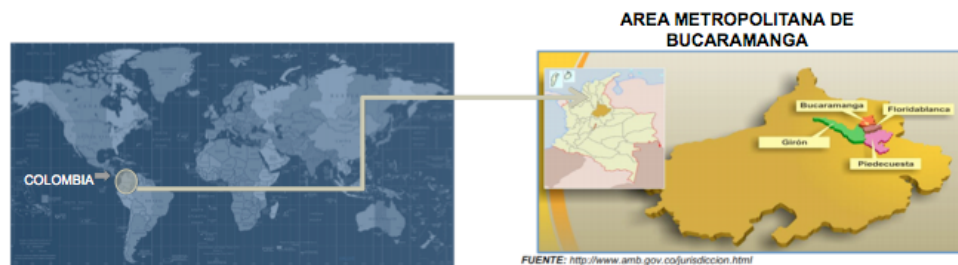 AREA METROPOLITANA DE
BUCARAMANGA
COLOMBIA
Bucaramanga
Floridablanca
Girón
Piedecuesta
FUENTE: http://www.amb.gov.co/jurisdiccion.html